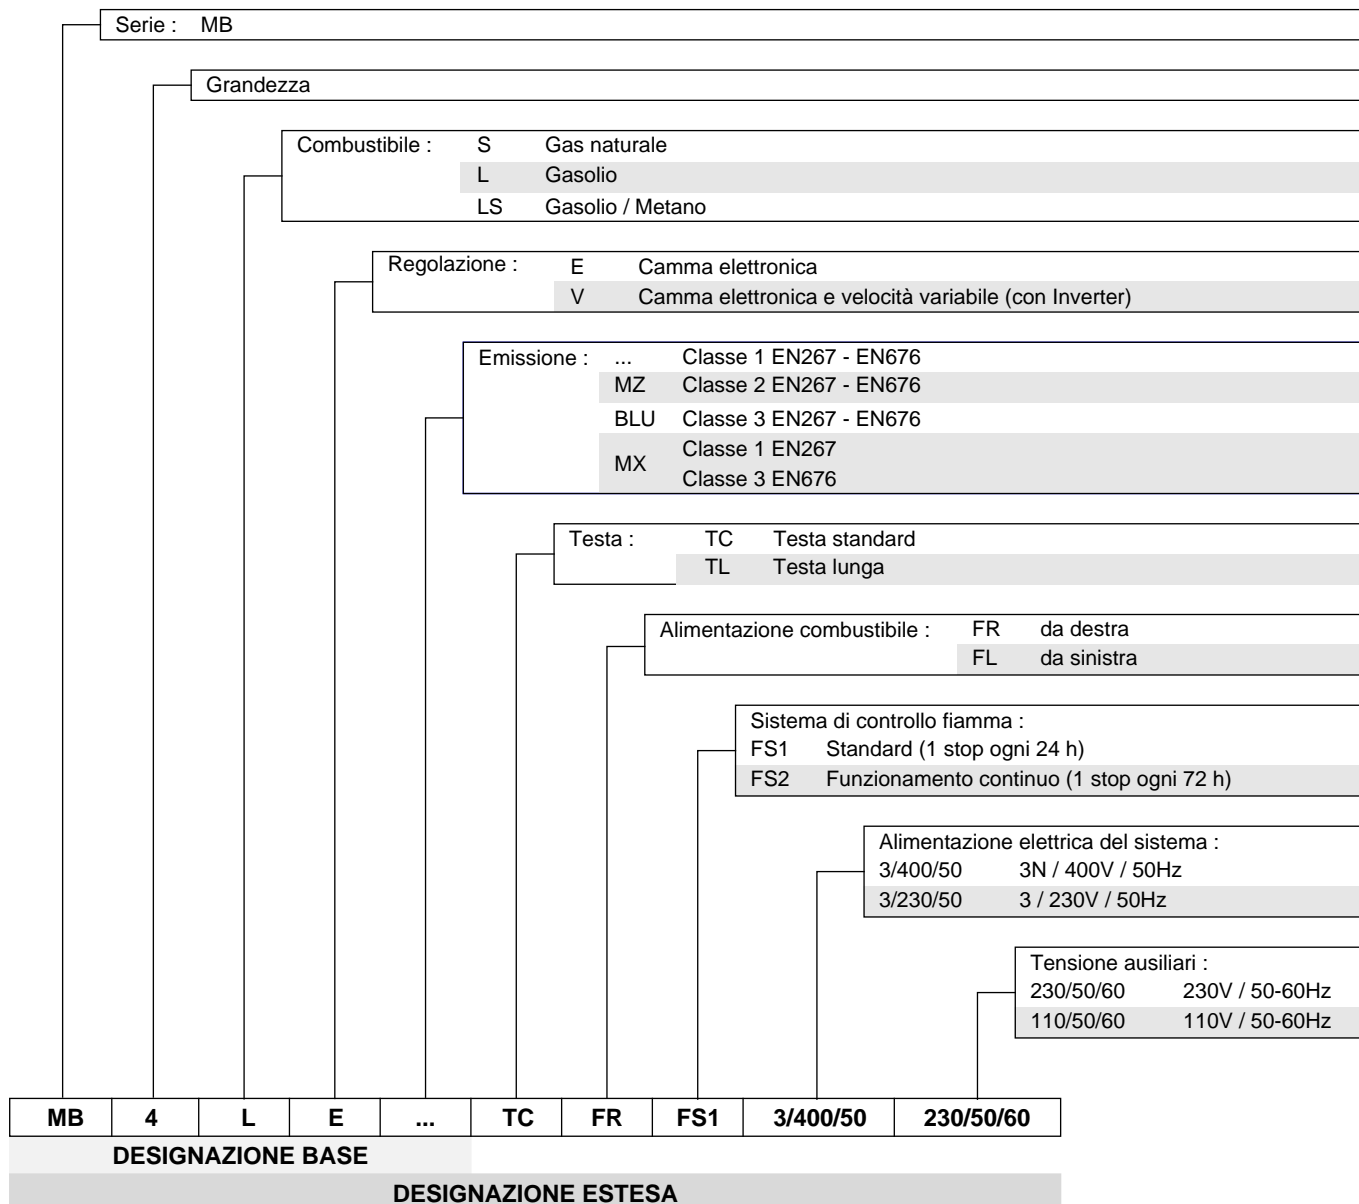 Serie : MB
Grandezza
Combustibile : S Gas naturale
L Gasolio
LS Gasolio / Metano
Regolazione : E Camma elettronica
V Camma elettronica e velocità variabile (con Inverter)
Emissione : ... Classe 1 EN267 - EN676
MZ Classe 2 EN267 - EN676
BLU Classe 3 EN267 - EN676
MX Classe 1 EN267
Classe 3 EN676
Testa : TC Testa standard
TL Testa lunga
Alimentazione combustibile : FR da destra
FL da sinistra
Sistema di controllo fiamma :
FS1 Standard (1 stop ogni 24 h)
FS2 Funzionamento continuo (1 stop ogni 72 h)
Alimentazione elettrica del sistema :
3/400/50 3N / 400V / 50Hz
3/230/50 3 / 230V / 50Hz
Tensione ausiliari :
230/50/60 230V / 50-60Hz
110/50/60 110V / 50-60Hz
MB 4 L E ... TC FR FS1 3/400/50 230/50/60
DESIGNAZIONE BASE
DESIGNAZIONE ESTESA